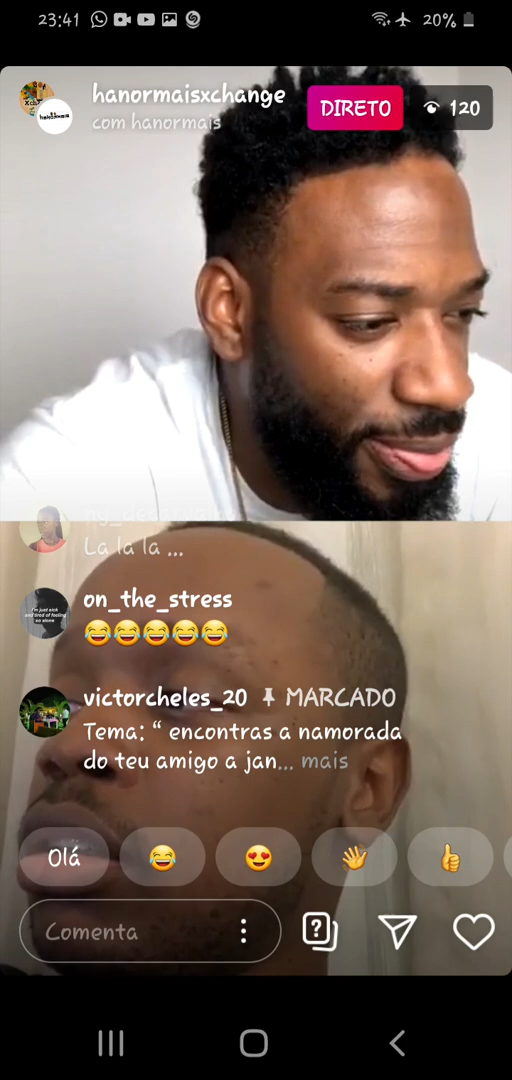 23:41
20%
hanormaisxchange
com hanormais
DIRETO
120
La la la ...
on_the_stress
😂😂😂😂😂
victorcheles_20 MARCADO
Tema: “ encontras a namorada
do teu amigo a jan... mais
Olá 😂 😍 👋 👍
Comenta